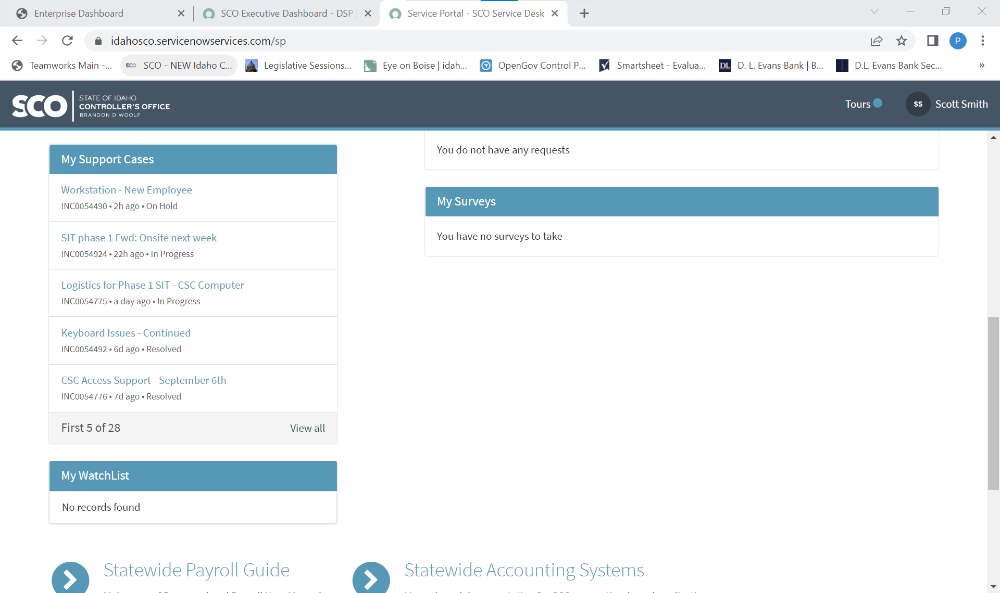 Enterprise Dashboard
SCO Executive Dashboard - DSP |
Service Portal - SCO Service Desk
idahosco.servicenowservices.com/sp
P
Teamworks Main -...
sco SCO - NEW Idaho C...
Legislative Sessions...
Eye on Boise | idah...
OpenGov Control P...
Smartsheet - Evalua...
DL D. L. Evans Bank | B...
D.L. Evans Bank Sec...
»
SCO
STATE OF IDAHO
CONTROLLER'S OFFICE
BRANDON D WOOLF
Tours
SS Scott Smith
My Support Cases
Workstation - New Employee
INC0054490 • 2h ago • On Hold
SIT phase 1 Fwd: Onsite next week
INC0054924 • 22h ago • In Progress
Logistics for Phase 1 SIT - CSC Computer
INC0054775 • a day ago • In Progress
Keyboard Issues - Continued
INC0054492 • 6d ago • Resolved
CSC Access Support - September 6th
INC0054776 • 7d ago • Resolved
First 5 of 28
View all
My WatchList
No records found
You do not have any requests
My Surveys
You have no surveys to take
Statewide Payroll Guide
Statewide Accounting Systems